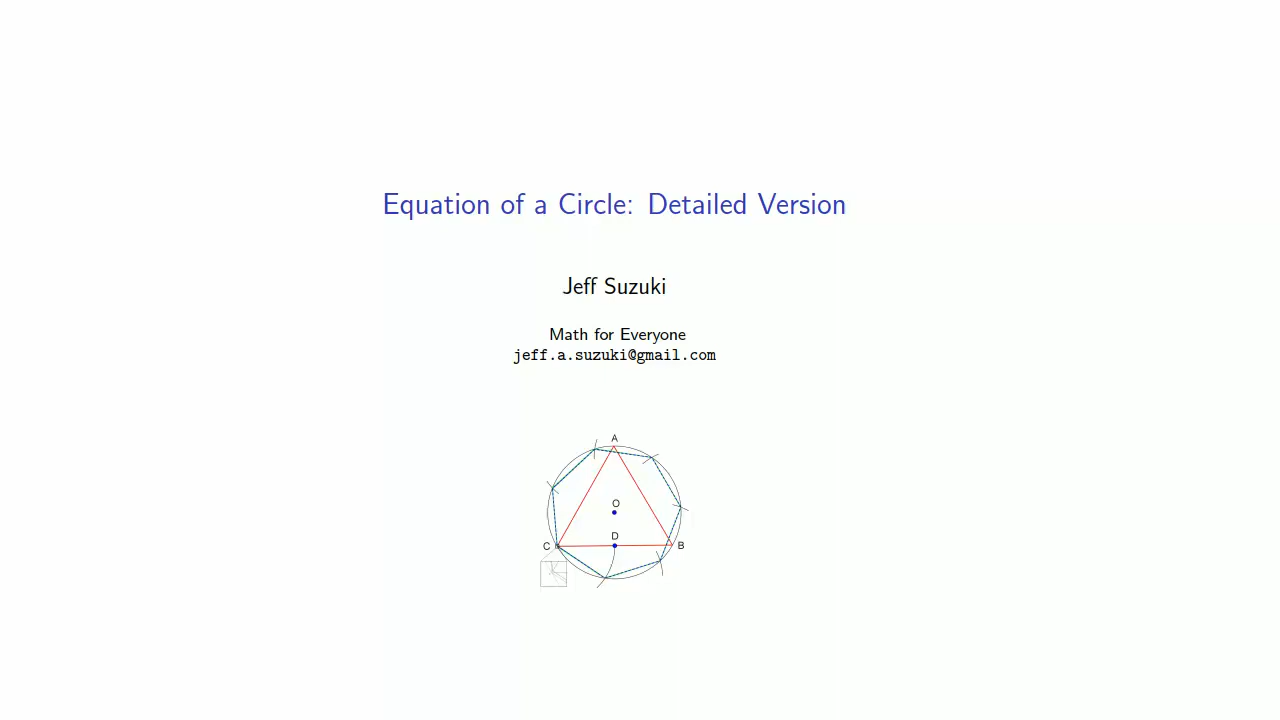 Equation of a Circle: Detailed Version
Jeff Suzuki
Math for Everyone
jeff.a.suzuki@gmail.com
A
O
D
C
B